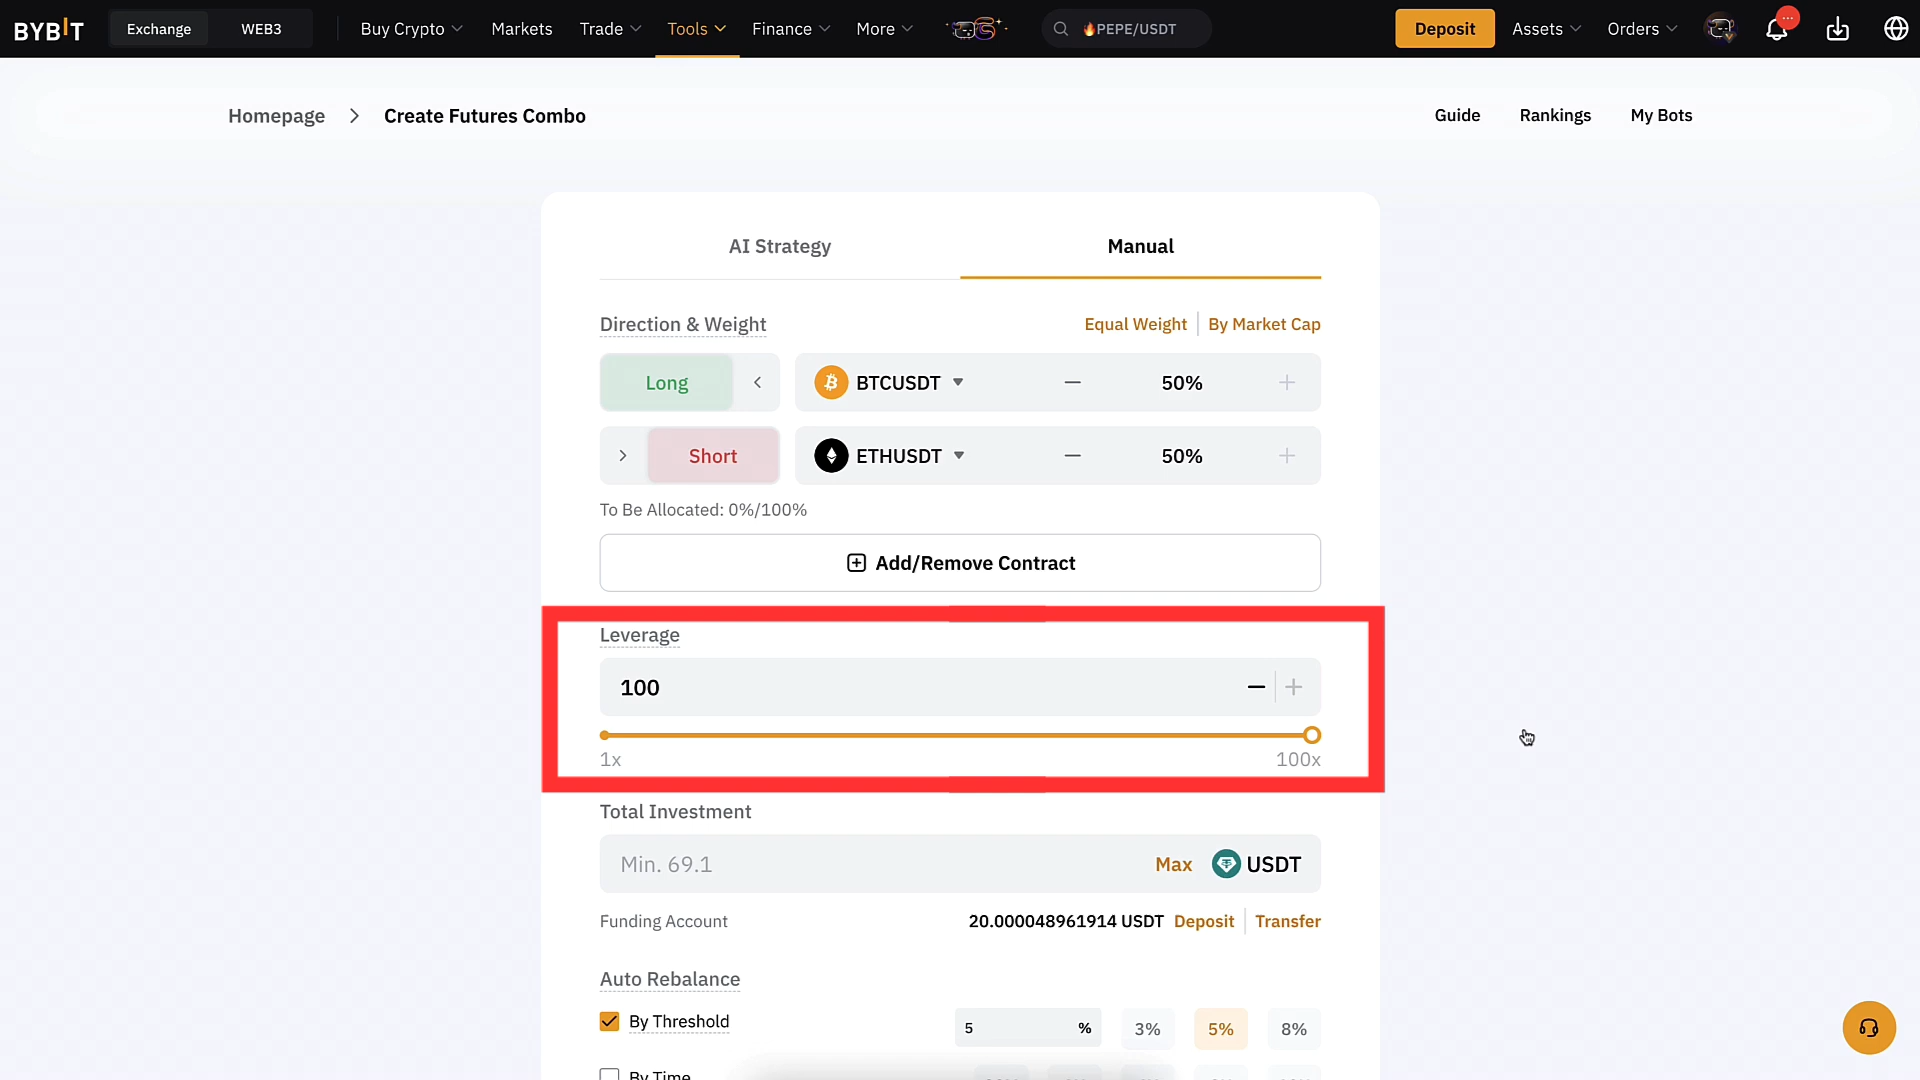 BYBIT Exchange WEB3 Buy Crypto Markets Trade Tools Finance More PEPE/USDT Deposit Assets Orders
Homepage > Create Futures Combo Guide Rankings My Bots
AI Strategy Manual
Direction & Weight Equal Weight By Market Cap
Long BTCUSDT 50%
Short ETHUSDT 50%
To Be Allocated: 0%/100%
Add/Remove Contract
Leverage
100
1x 100x
Total Investment
Min. 69.1 Max USDT
Funding Account 20.000048961914 USDT Deposit Transfer
Auto Rebalance
By Threshold 5 % 3% 5% 8%
By Time